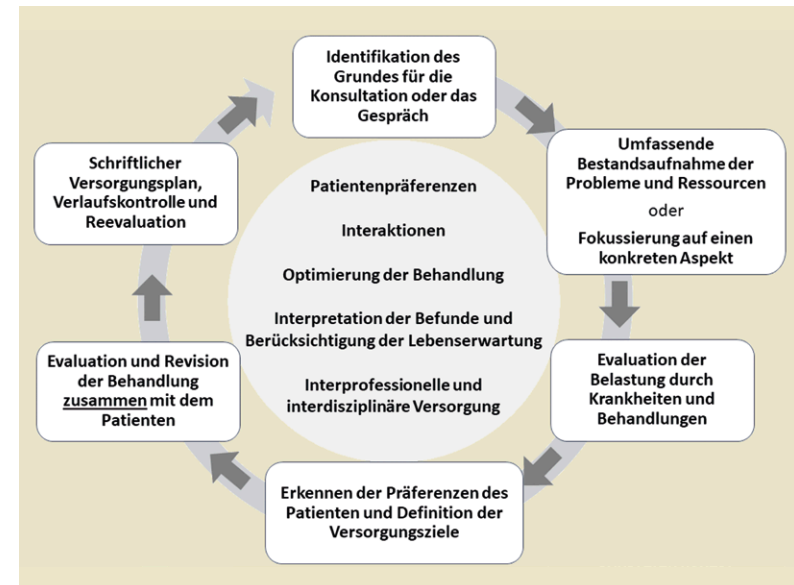 Identifikation des
Grundes für die
Konsultation oder das
Gespräch
Umfassende
Bestandsaufnahme der
Probleme und Ressourcen
oder
Fokussierung auf einen
konkreten Aspekt
Evaluation der
Belastung durch
Krankheiten und
Behandlungen
Erkennen der Präferenzen des
Patienten und Definition der
Versorgungsziele
Evaluation und Revision
der Behandlung
zusammen mit dem
Patienten
Schriftlicher
Versorgungsplan,
Verlaufskontrolle und
Reevaluation
Patientenpräferenzen
Interaktionen
Optimierung der Behandlung
Interpretation der Befunde und
Berücksichtigung der Lebenserwartung
Interprofessionelle und
interdisziplinäre Versorgung